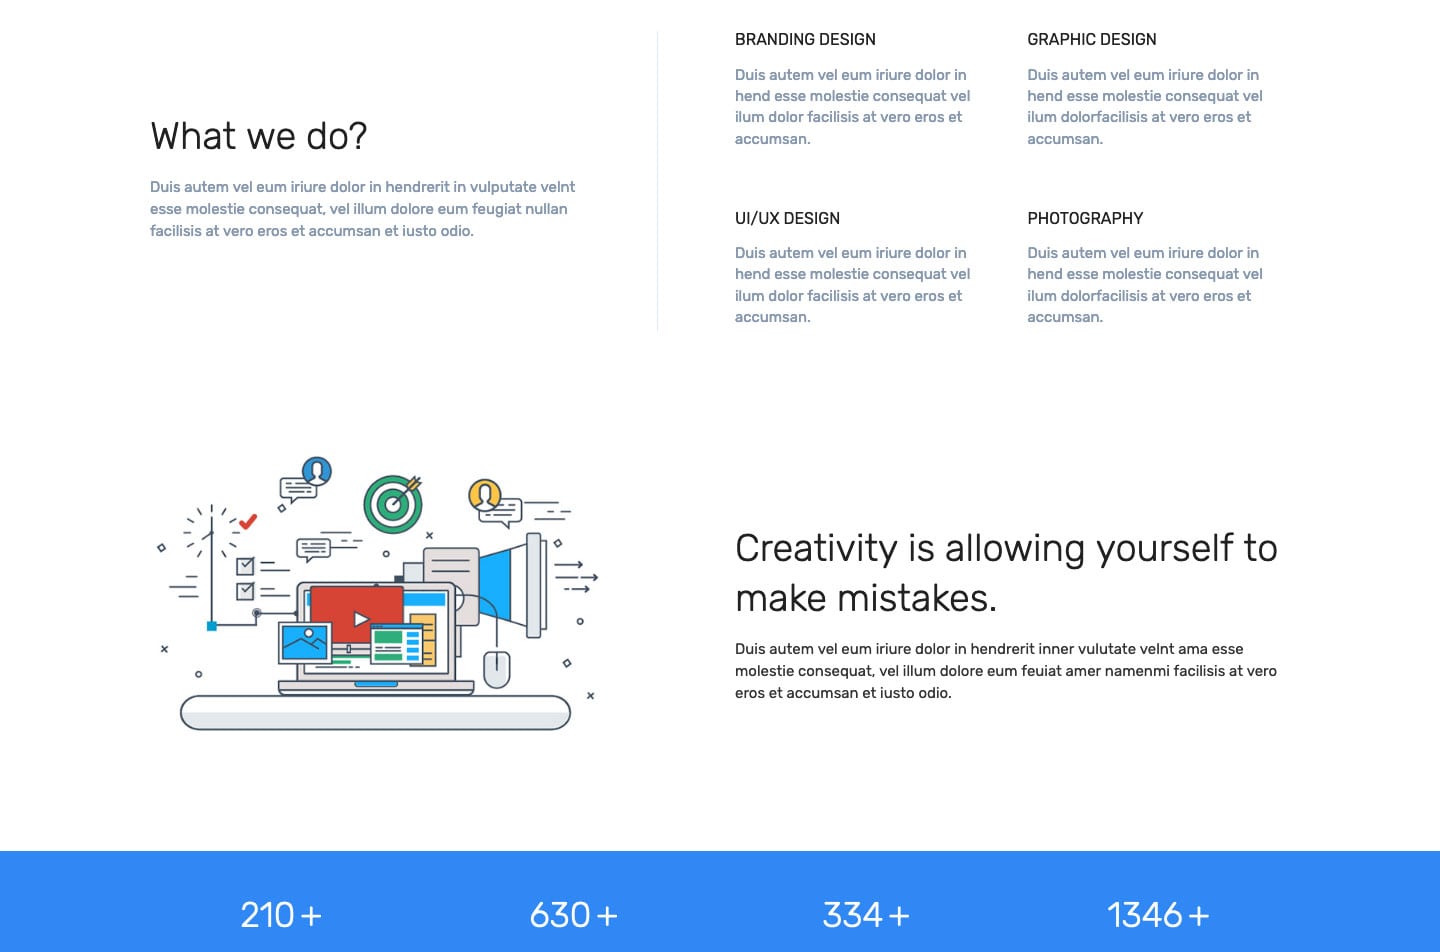 What we do?
Duis autem vel eum iriure dolor in hendrerit in vulputate velnt
esse molestie consequat, vel illum dolore eum feugiat nullan
facilisis at vero eros et accumsan et iusto odio.
BRANDING DESIGN
Duis autem vel eum iriure dolor in
hend esse molestie consequat vel
ilum dolor facilisis at vero eros et
accumsan.
GRAPHIC DESIGN
Duis autem vel eum iriure dolor in
hend esse molestie consequat vel
ilum dolorfacilisis at vero eros et
accumsan.
UI/UX DESIGN
Duis autem vel eum iriure dolor in
hend esse molestie consequat vel
ilum dolor facilisis at vero eros et
accumsan.
PHOTOGRAPHY
Duis autem vel eum iriure dolor in
hend esse molestie consequat vel
ilum dolorfacilisis at vero eros et
accumsan.
Creativity is allowing yourself to
make mistakes.
Duis autem vel eum iriure dolor in hendrerit inner vulutate velnt ama esse
molestie consequat, vel illum dolore eum feuiat amer namenmi facilisis at vero
eros et accumsan et iusto odio.
210 +
630 +
334 +
1346 +